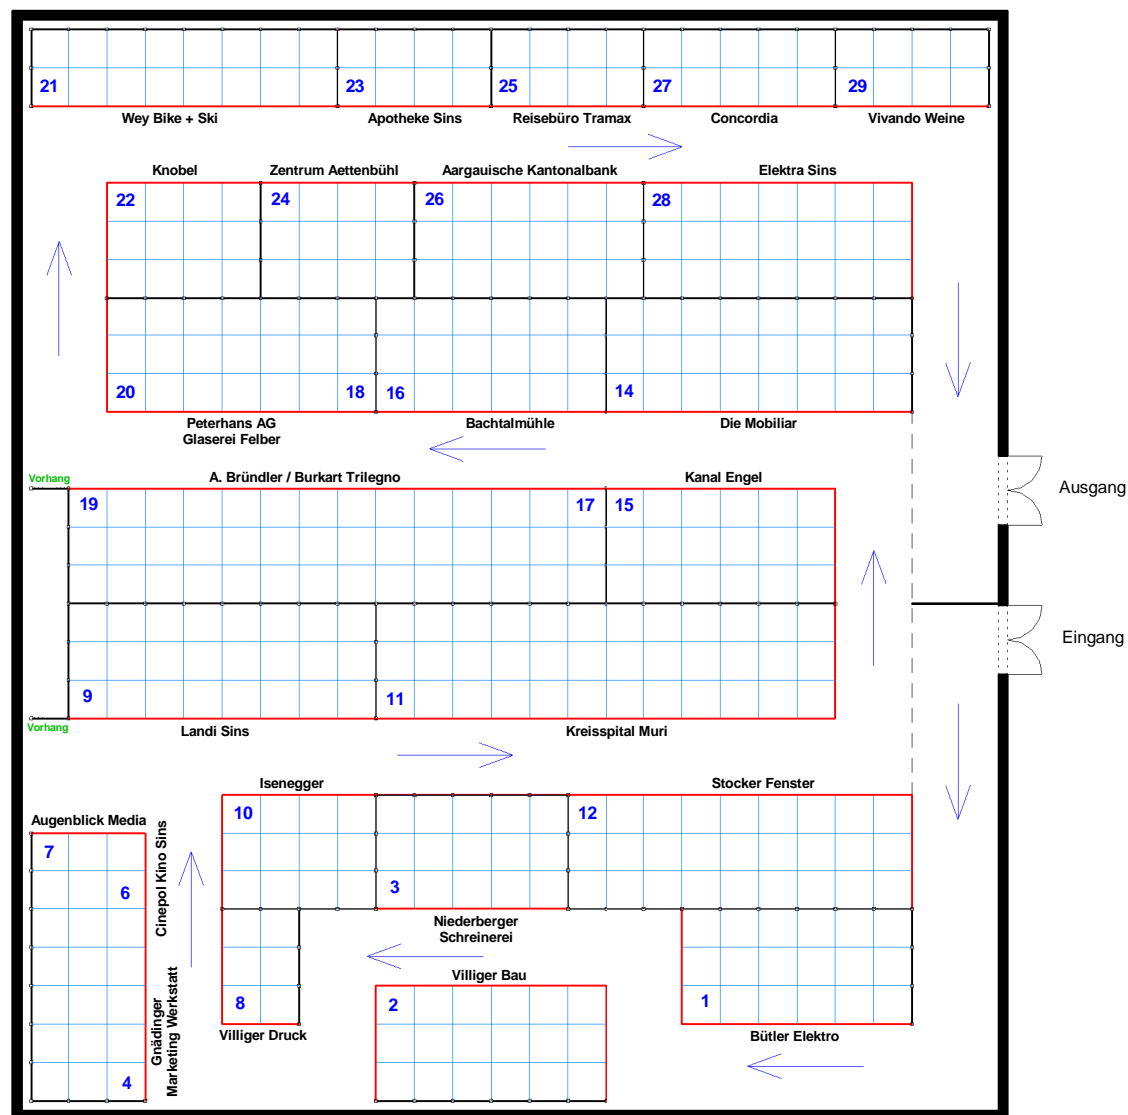 21
23
25
27
29
Wey Bike + Ski
Apotheke Sins
Reisebüro Tramax
Concordia
Vivando Weine
Knobel
Zentrum Aettenbühl
Aargauische Kantonalbank
Elektra Sins
22
24
26
28
20
18
16
14
Peterhans AG
Glaserei Felber
Bachtalmühle
Die Mobiliar
Vorhang
A. Bründler / Burkart Trilegno
Kanal Engel
Ausgang
19
17
15
Eingang
9
11
Vorhang
Landi Sins
Kreisspital Muri
Isenegger
Stocker Fenster
10
12
Augenblick Media
7
6
Cinepol Kino Sins
3
Niederberger
Schreinerei
Villiger Bau
Gnädinger
Marketing Werkstatt
4
8
2
1
Villiger Druck
Bütler Elektro